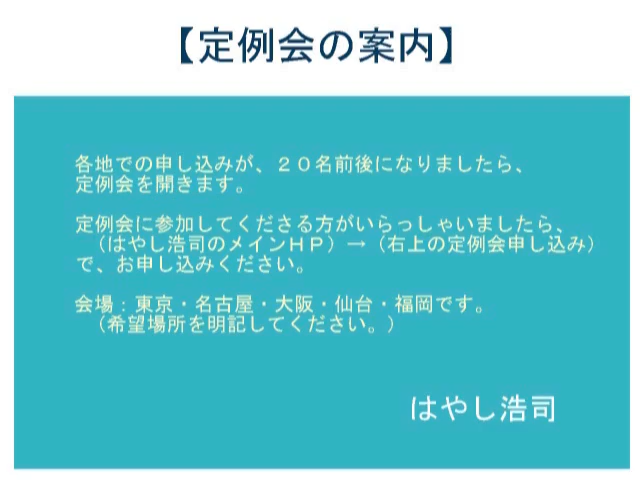 【定例会の案内】
各地での申し込みが、２０名前後になりましたら、
定例会を開きます。
定例会に参加してくださる方がいらっしゃいましたら、
（はやし浩司のメインＨＰ）→（右上の定例会申し込み）
で、お申し込みください。
会場：東京・名古屋・大阪・仙台・福岡です。
（希望場所を明記してください。）
はやし浩司